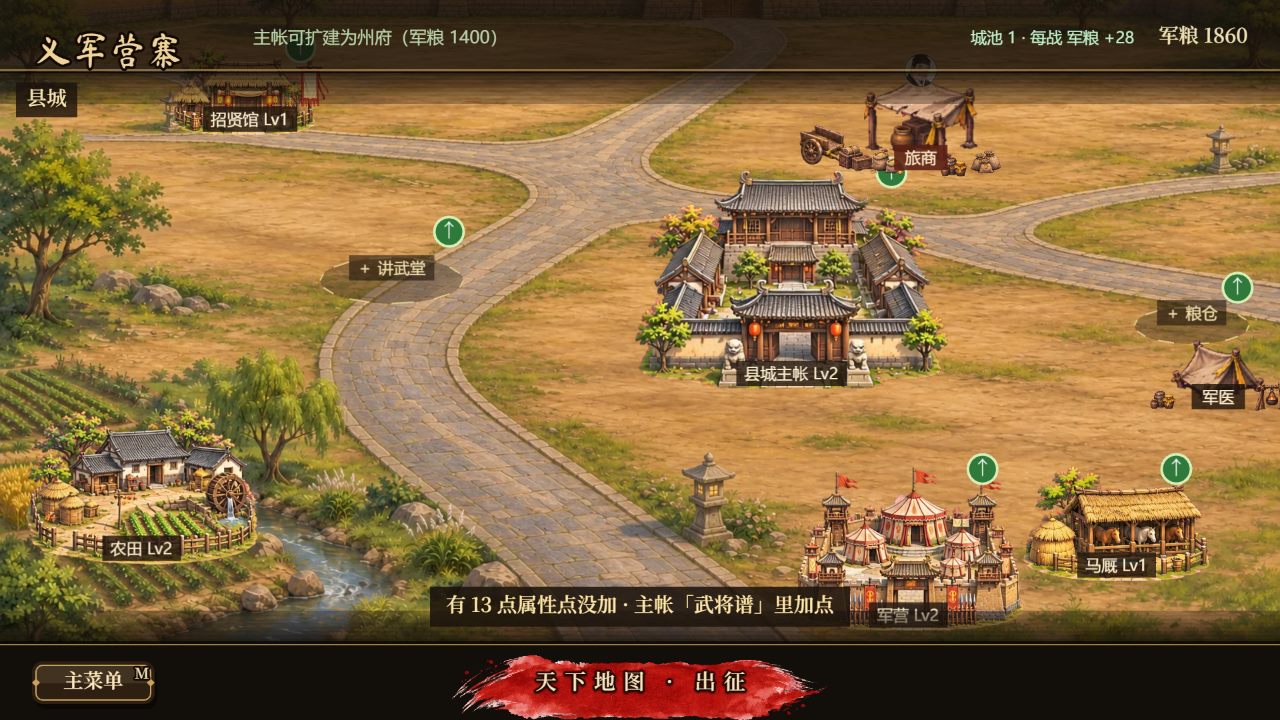 义军营寨
主帐可扩建为州府（军粮 1400）
城池 1 · 每战 军粮 +28
军粮 1860
县城
招贤馆 Lv1
旅商
+ 讲武堂
+ 粮仓
县城主帐 Lv2
军医
农田 Lv2
马厩 Lv1
有 13 点属性点没加 · 主帐「武将谱」里加点
军营 Lv2
主菜单 M
天下地图 · 出征